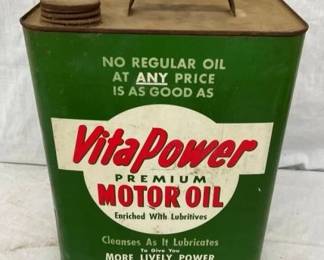 NO REGULAR OIL
AT ANY PRICE
IS AS GOOD AS
VitaPower
PREMIUM
MOTOR OIL
Enriched With Lubritives
Cleanses As It Lubricates
To Give You
MORE LIVELY POWER